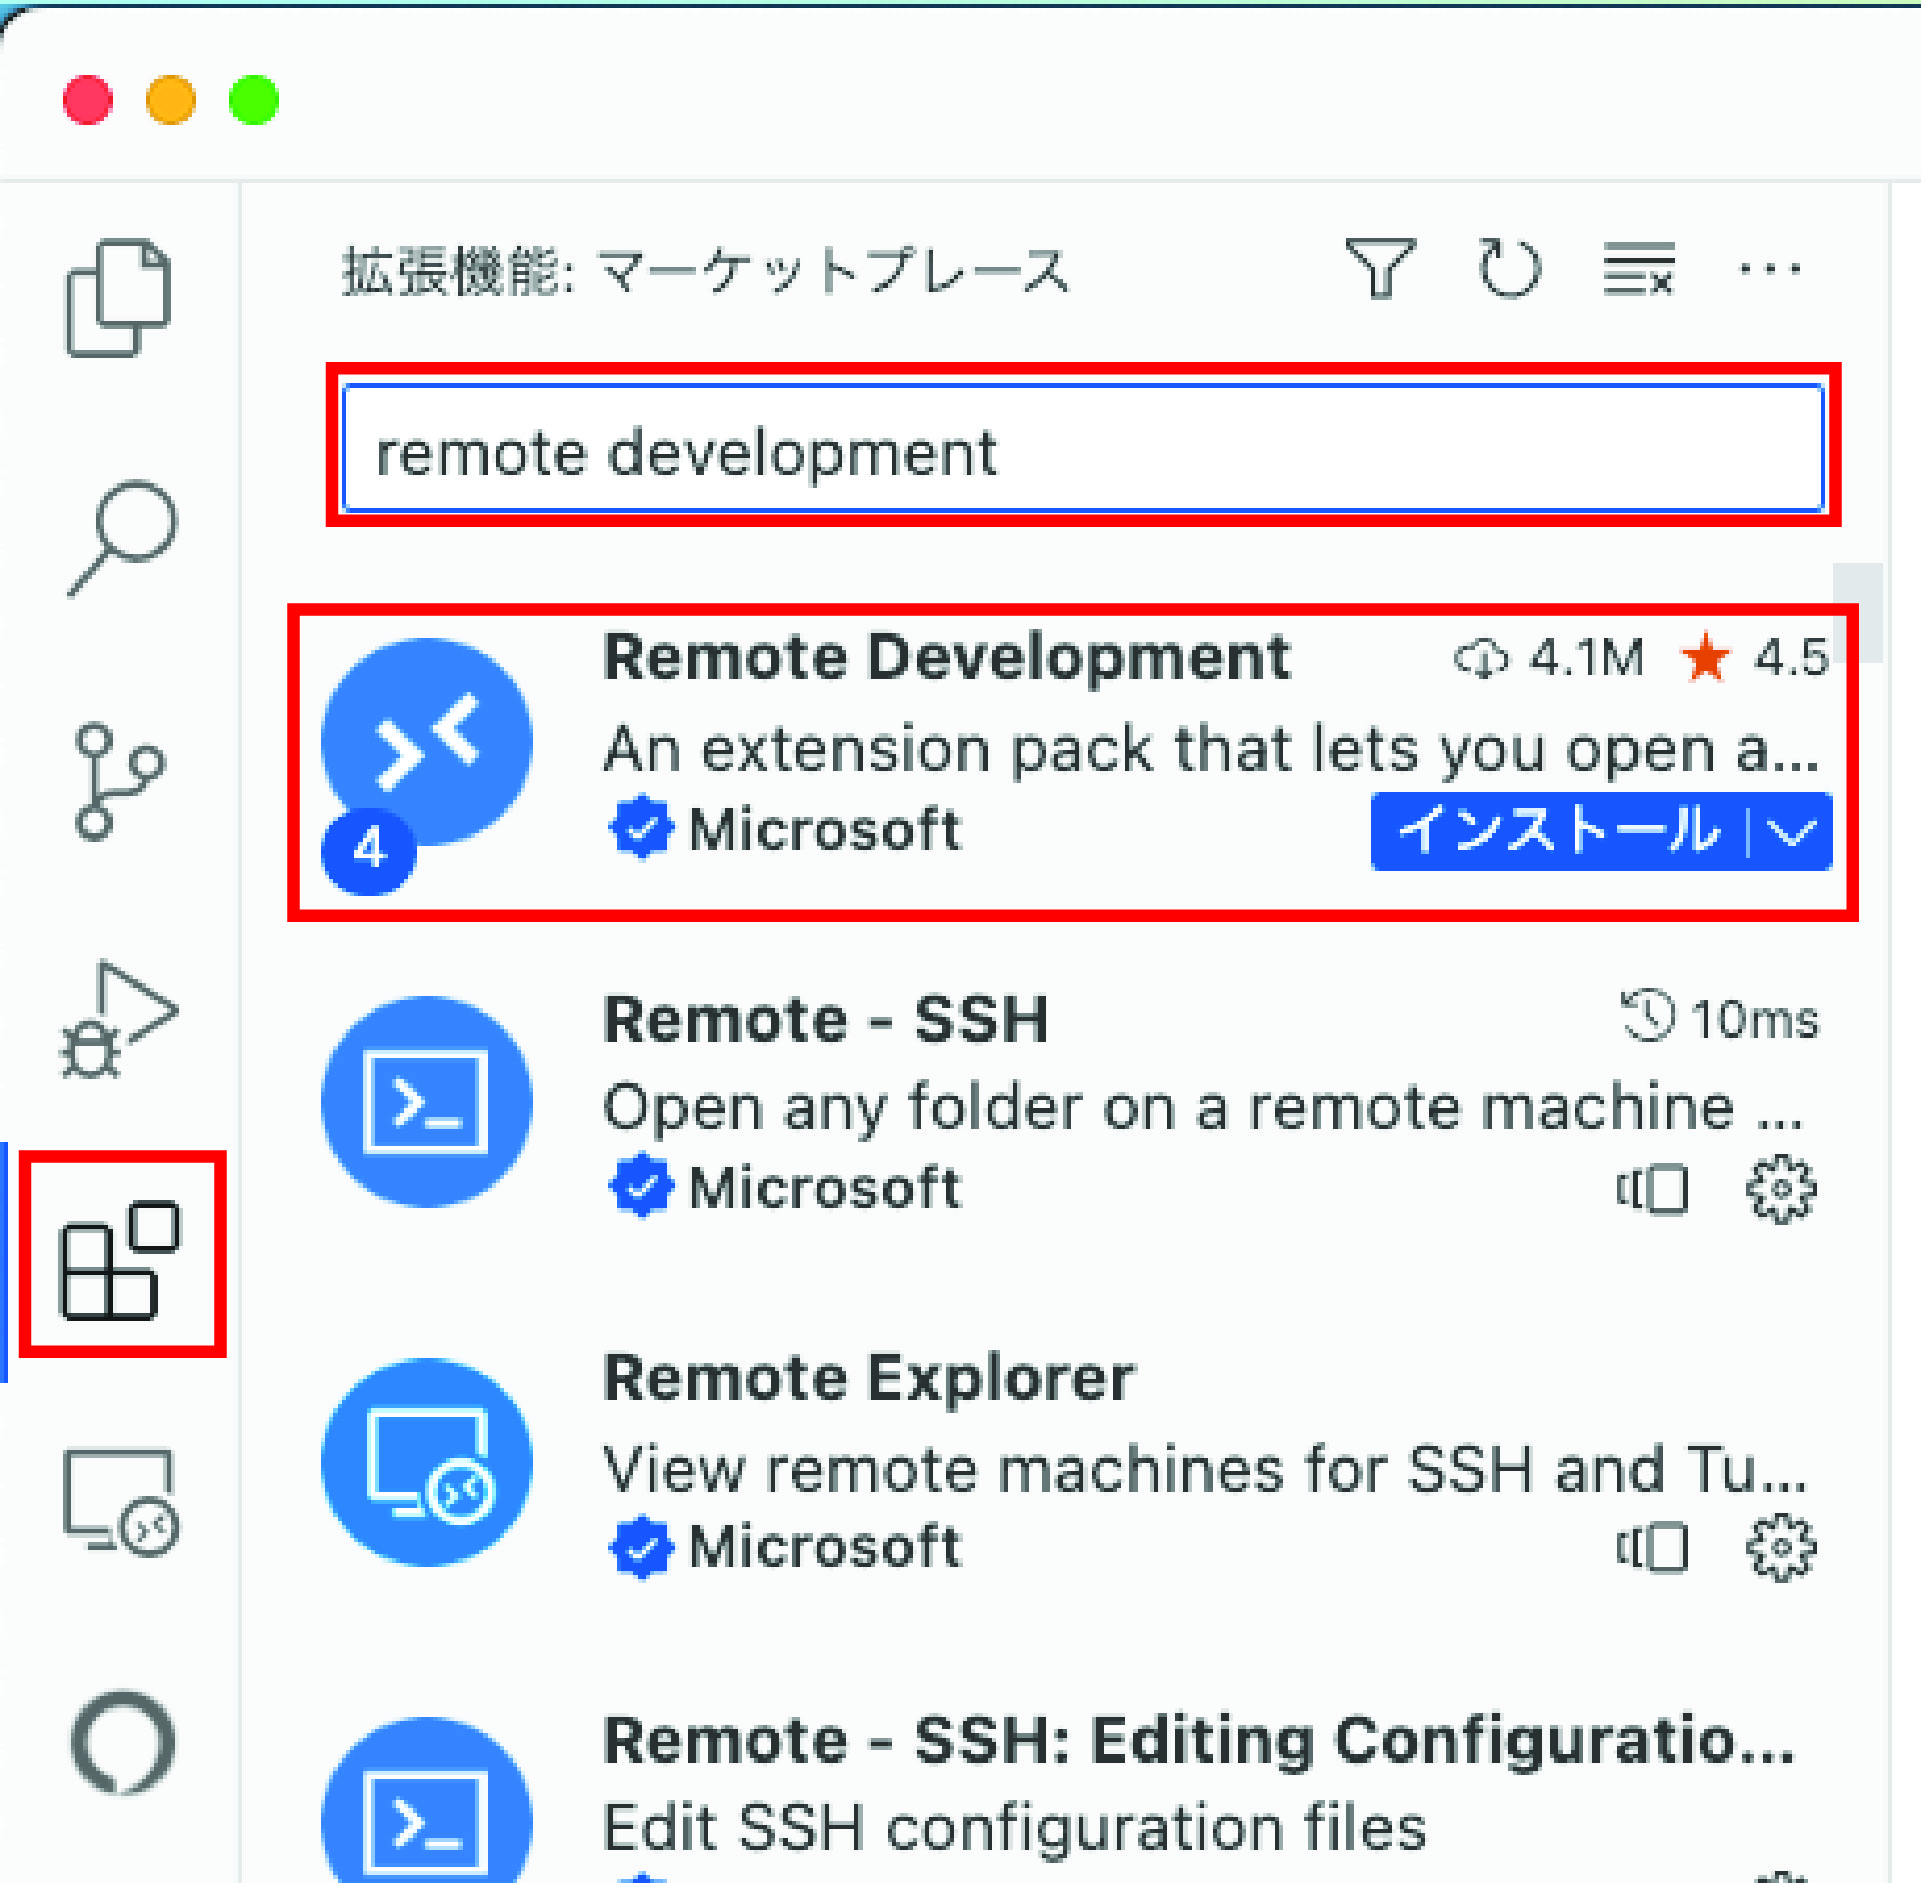 拡張機能: マーケットプレース
remote development
Remote Development 4.1M 4.5
An extension pack that lets you open a...
4 Microsoft インストール
Remote - SSH 10ms
Open any folder on a remote machine ...
Microsoft
Remote Explorer
View remote machines for SSH and Tu...
Microsoft
Remote - SSH: Editing Configuratio...
Edit SSH configuration files